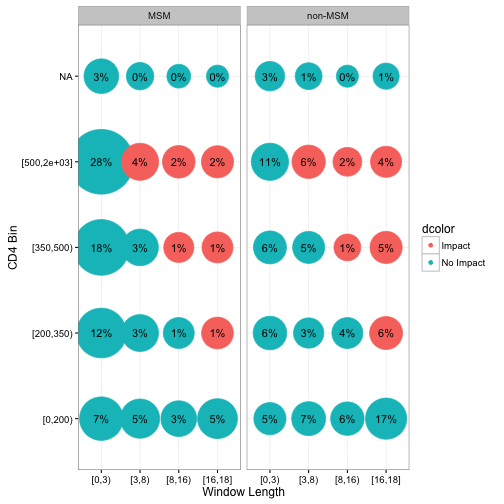 MSM non-MSM
NA 3% 0% 0% 0% 3% 1% 0% 1%
[500,2e+03] 28% 4% 2% 2% 11% 6% 2% 4%
[350,500) 18% 3% 1% 1% 6% 5% 1% 5%
[200,350) 12% 3% 1% 1% 6% 3% 4% 6%
[0,200) 7% 5% 3% 5% 5% 7% 6% 17%
[0,3) [3,8) [8,16) [16,18] [0,3) [3,8) [8,16) [16,18]
Window Length
CD4 Bin
dcolor
Impact
No Impact